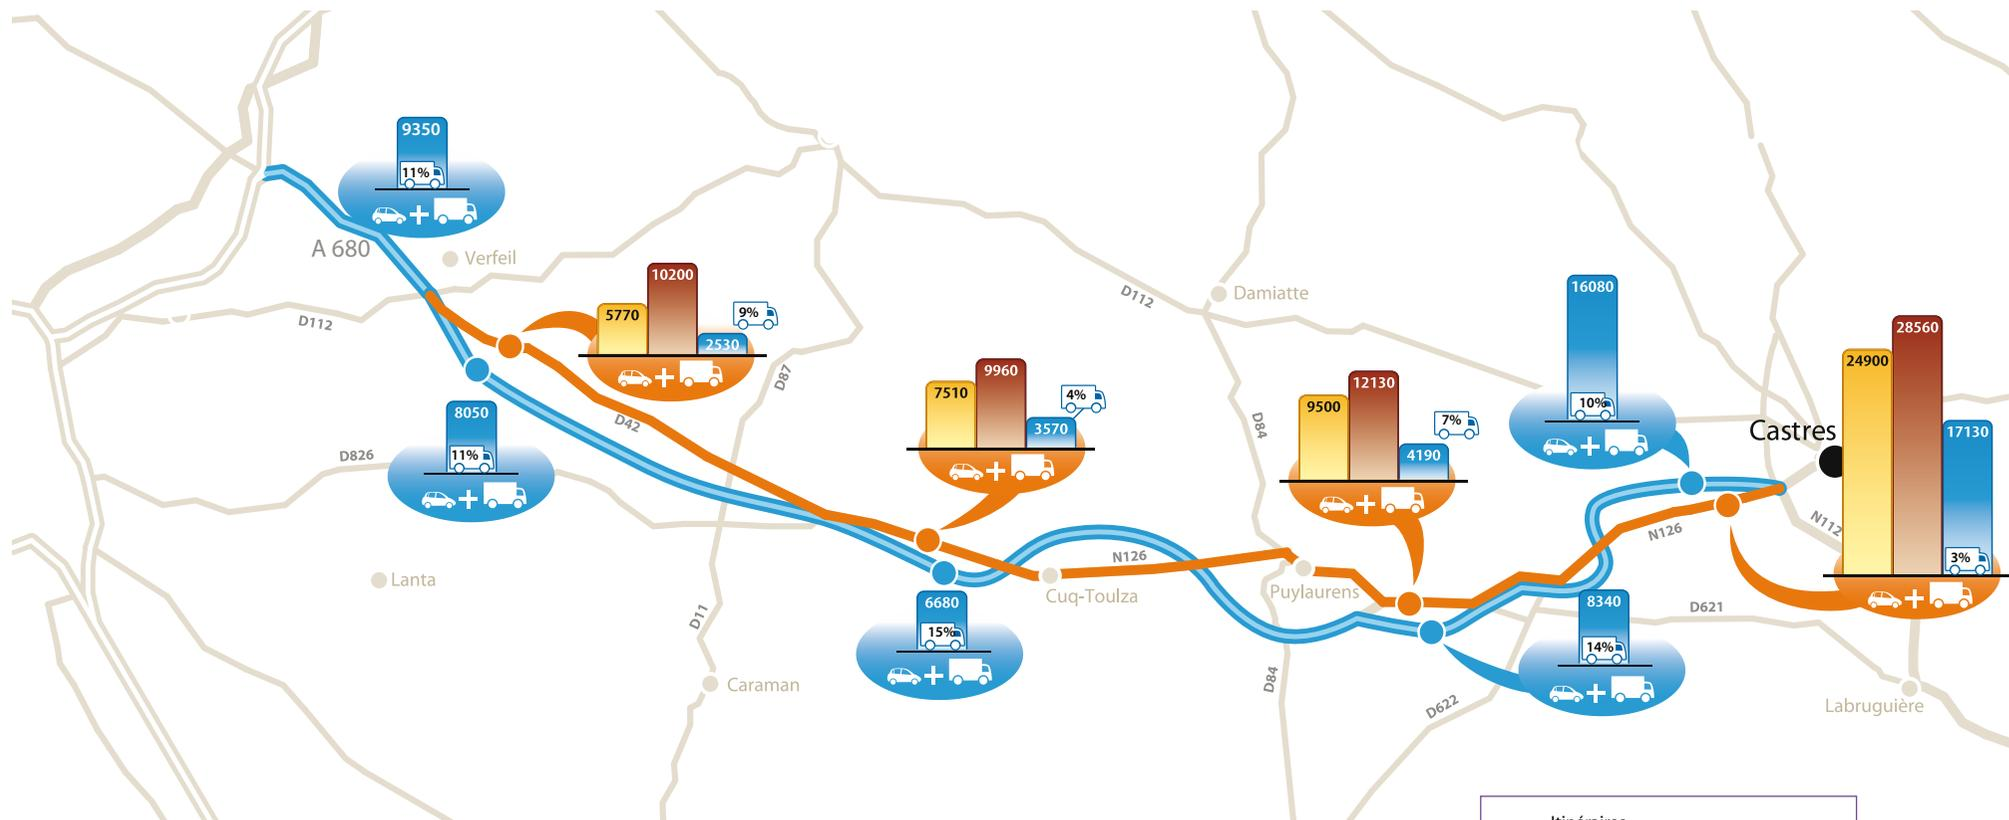 9350
11%
A 680
Verfeil
10200
5770
9%
2530
D112
D112
Damiatte
16080
10%
28560
24900
17130
3%
Castres
8050
11%
D826
D42
D87
9960
7510
4%
3570
D84
12130
9500
7%
4190
N112
N126
N126
Lanta
Cuq-Toulza
Puylaurens
6680
15%
D11
Caraman
D84
D622
8340
14%
D621
Labruguière
Itinéraires